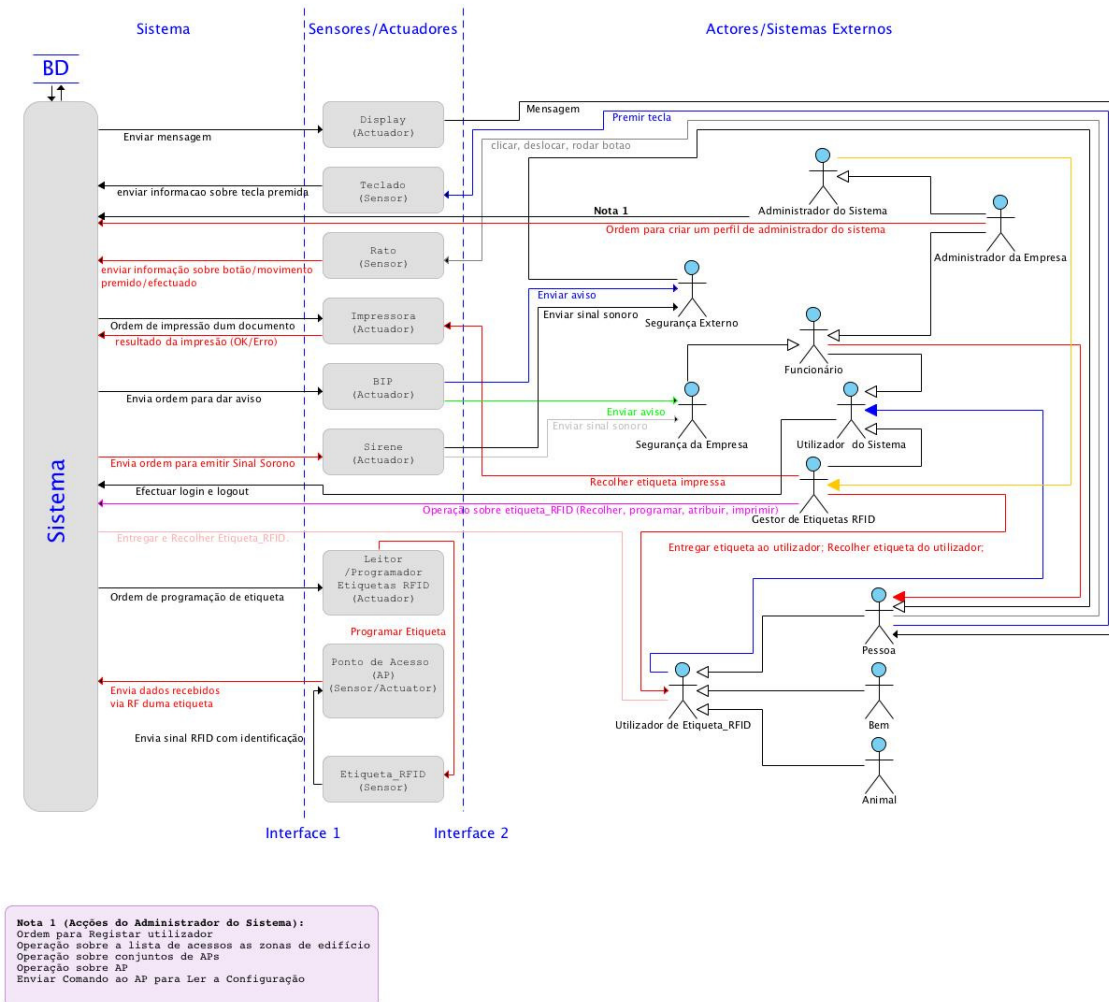 Sistema
Sensores/Actuadores
Actores/Sistemas Externos
BD
Sistema
Enviar mensagem
enviar informacao sobre tecla premida
enviar informação sobre botão/movimento
premido/efectuado
Ordem de impressão dum documento
resultado da impresão (OK/Erro)
Envia ordem para dar aviso
Envia ordem para emitir Sinal Sorono
Efectuar login e logout
Entregar e Recolher Etiqueta_RFID.
Ordem de programação de etiqueta
Envia dados recebidos
via RF duma etiqueta
Envia sinal RFID com identificação
Display
(Actuador)
Teclado
(Sensor)
Rato
(Sensor)
Impressora
(Actuador)
BIP
(Actuador)
Sirene
(Actuador)
Leitor
/Programador
Etiquetas RFID
(Actuador)
Programar Etiqueta
Ponto de Acesso
(AP)
(Sensor/Actuator)
Etiqueta_RFID
(Sensor)
Interface 1
Interface 2
Mensagem
Premir tecla
clicar, deslocar, rodar botao
Nota 1
Ordem para criar um perfil de administrador do sistema
Administrador do Sistema
Administrador da Empresa
Enviar aviso
Enviar sinal sonoro
Segurança Externo
Funcionário
Enviar aviso
Enviar sinal sonoro
Segurança da Empresa
Utilizador do Sistema
Recolher etiqueta impressa
Operação sobre etiqueta_RFID (Recolher, programar, atribuir, imprimir)
Gestor de Etiquetas RFID
Entregar etiqueta ao utilizador; Recolher etiqueta do utilizador;
Pessoa
Utilizador de Etiqueta_RFID
Bem
Animal
Nota 1 (Acções do Administrador do Sistema):
Ordem para Registar utilizador
Operação sobre a lista de acessos as zonas de edifício
Operação sobre conjuntos de APs
Operação sobre AP
Enviar Comando ao AP para Ler a Configuração